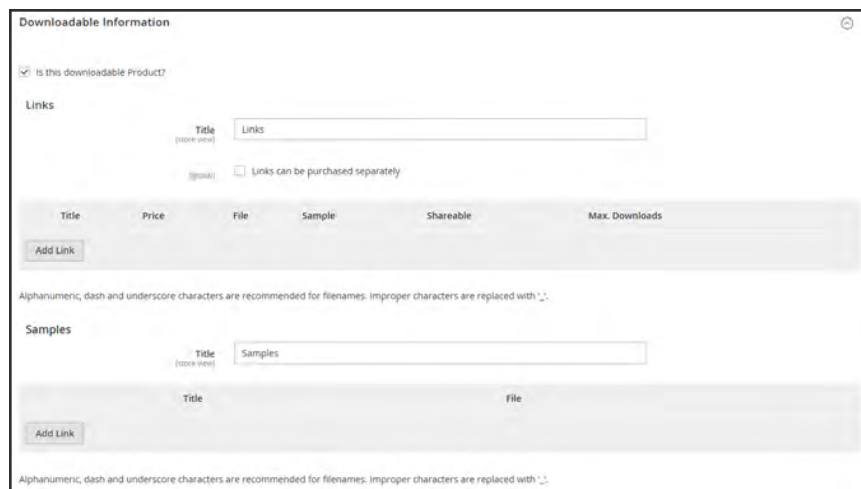 Downloadable Information
Is this downloadable Product?
Links
Title
[store view]
Links
[global]
Links can be purchased separately
Title Price File Sample Shareable Max. Downloads
Add Link
Alphanumeric, dash and underscore characters are recommended for filenames. Improper characters are replaced with '_'.
Samples
Title
[store view]
Samples
Title File
Add Link
Alphanumeric, dash and underscore characters are recommended for filenames. Improper characters are replaced with '_'.